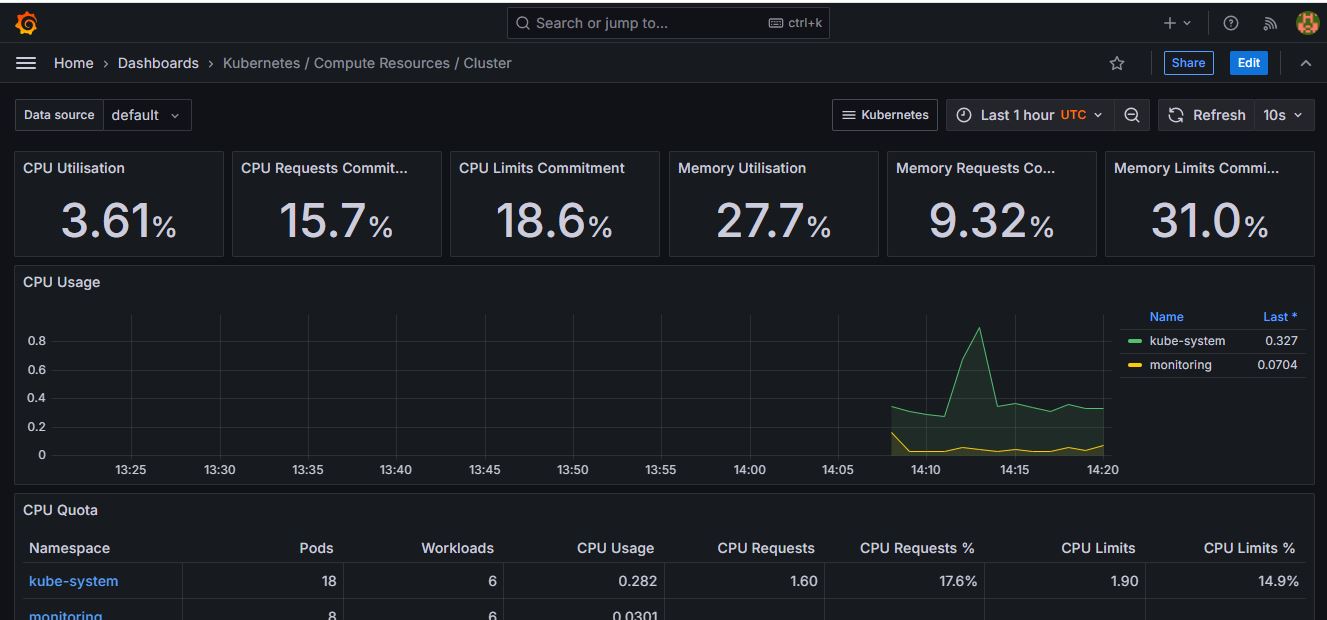 Search or jump to... ctrl+k
Home › Dashboards › Kubernetes / Compute Resources / Cluster Share Edit
Data source default Kubernetes Last 1 hour UTC Refresh 10s
CPU Utilisation CPU Requests Commit... CPU Limits Commitment Memory Utilisation Memory Requests Co... Memory Limits Commi...
3.61% 15.7% 18.6% 27.7% 9.32% 31.0%
CPU Usage
Name Last *
0.8 kube-system 0.327
0.6 monitoring 0.0704
0.4
0.2
0
13:25 13:30 13:35 13:40 13:45 13:50 13:55 14:00 14:05 14:10 14:15 14:20
CPU Quota
Namespace Pods Workloads CPU Usage CPU Requests CPU Requests % CPU Limits CPU Limits %
kube-system 18 6 0.282 1.60 17.6% 1.90 14.9%
monitoring 8 6 0.0301